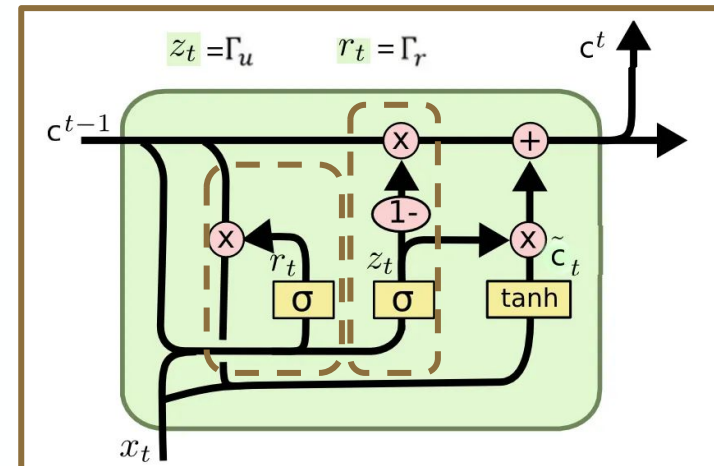 z_t =Γ_u r_t = Γ_r
c^t
c^{t-1}
x +
1-
x r_t z_t x c̃_t
σ σ tanh
x_t